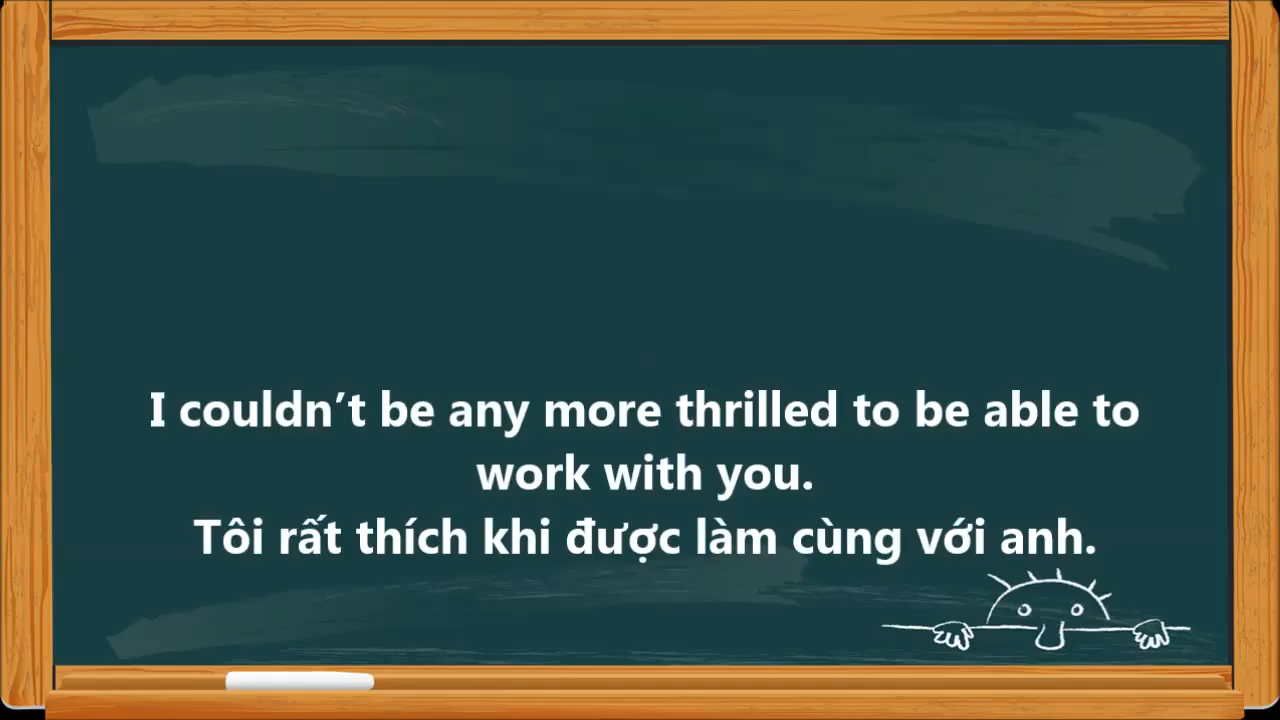 I couldn’t be any more thrilled to be able to
work with you.
Tôi rất thích khi được làm cùng với anh.